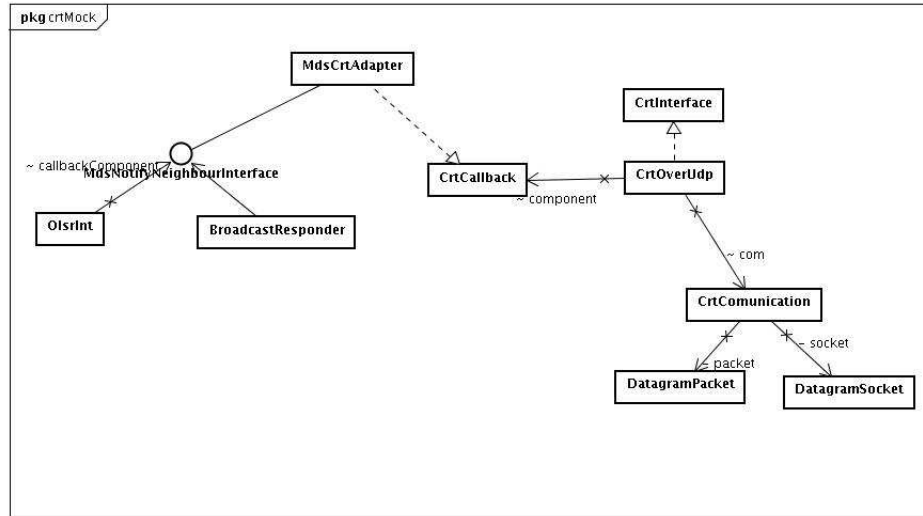 pkg crtMock
MdsCrtAdapter
CrtInterface
~ callbackComponent
MdsNotifyNeighbourInterface
CrtCallback
CrtOverUdp
~ component
OlsrInt
BroadcastResponder
~ com
CrtComunication
~ socket
~ packet
DatagramPacket
DatagramSocket